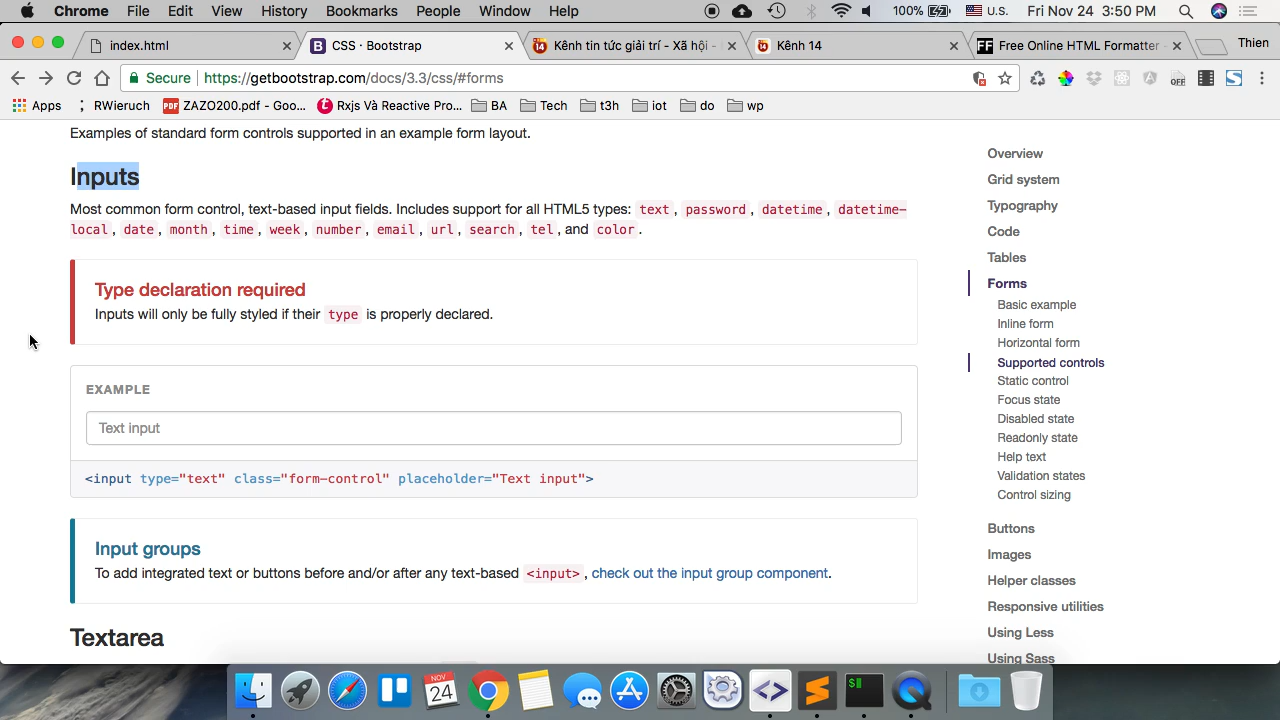 Chrome File Edit View History Bookmarks People Window Help 100% U.S. Fri Nov 24 3:50 PM
index.html CSS · Bootstrap Kênh tin tức giải trí - Xã hội - Kênh 14 Free Online HTML Formatter - Thien
Secure https://getbootstrap.com/docs/3.3/css/#forms OFF
Apps RWieruch ZAZO200.pdf - Goo... Rxjs Và Reactive Pro... BA Tech t3h iot do wp
Examples of standard form controls supported in an example form layout.
Inputs
Most common form control, text-based input fields. Includes support for all HTML5 types: text, password, datetime, datetime-
local, date, month, time, week, number, email, url, search, tel, and color.
Type declaration required
Inputs will only be fully styled if their type is properly declared.
EXAMPLE
Text input
<input type="text" class="form-control" placeholder="Text input">
Input groups
To add integrated text or buttons before and/or after any text-based <input>, check out the input group component.
Textarea
Overview
Grid system
Typography
Code
Tables
Forms
Basic example
Inline form
Horizontal form
Supported controls
Static control
Focus state
Disabled state
Readonly state
Help text
Validation states
Control sizing
Buttons
Images
Helper classes
Responsive utilities
Using Less
Using Sass
NOV
24